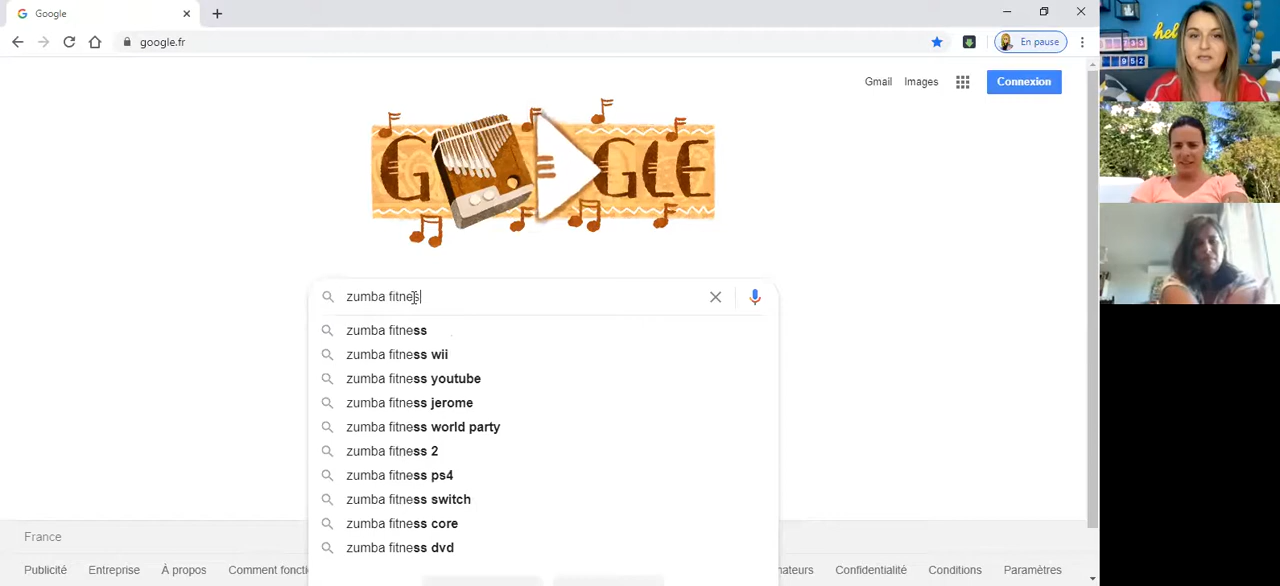 Google
google.fr
En pause
Gmail Images Connexion
GOOGLE
zumba fitnes
zumba fitness
zumba fitness wii
zumba fitness youtube
zumba fitness jerome
zumba fitness world party
zumba fitness 2
zumba fitness ps4
zumba fitness switch
zumba fitness core
zumba fitness dvd
France
Publicité Entreprise À propos Confidentialité Conditions Paramètres
952